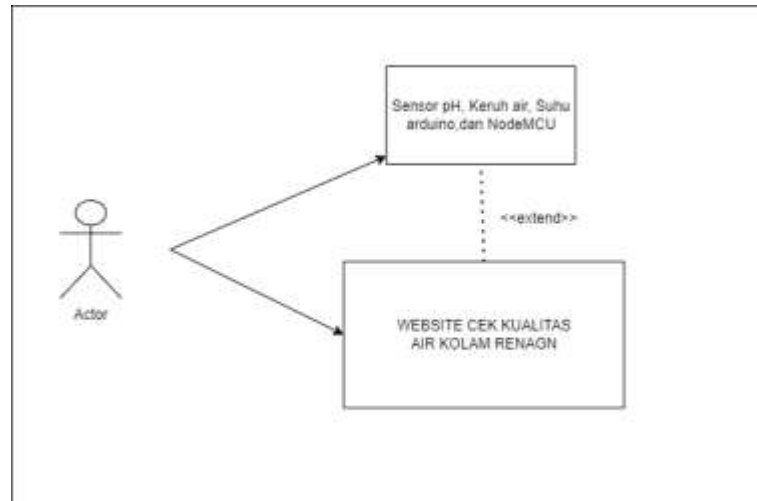 Sensor pH, Keruh air, Suhu
arduino,dan NodeMCU
<<extend>>
Actor
WEBSITE CEK KUALITAS
AIR KOLAM RENAGN